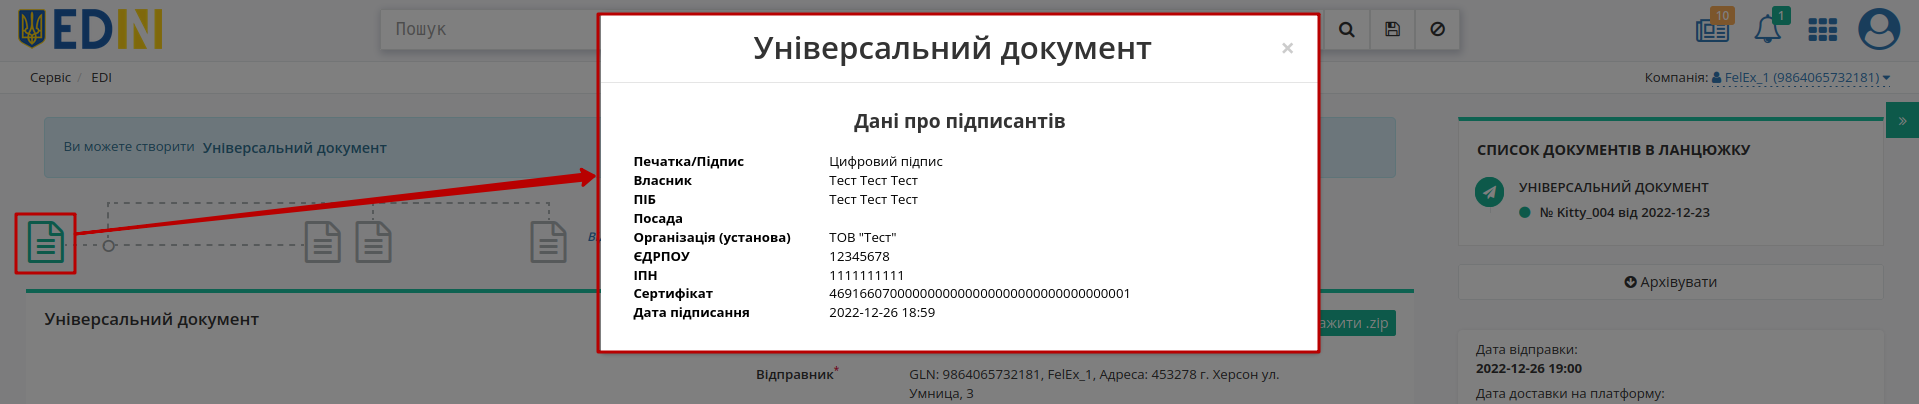 EDIN
Пошук
10
1
Сервіс / EDI
Компанія: FelEx_1 (9864065732181)
Ви можете створити Універсальний документ
Універсальний документ
×
Дані про підписантів
Печатка/Підпис Цифровий підпис
Власник Тест Тест Тест
ПІБ Тест Тест Тест
Посада
Організація (установа) ТОВ "Тест"
ЄДРПОУ 12345678
ІПН 1111111111
Сертифікат
Дата підписання 2022-12-26 18:59
Універсальний документ
ажити .zip
Відправник*
GLN: 9864065732181, FelEx_1, Адреса: 453278 г. Херсон ул.
Умница, 3
»
СПИСОК ДОКУМЕНТІВ В ЛАНЦЮЖКУ
УНІВЕРСАЛЬНИЙ ДОКУМЕНТ
№ Kitty_004 від 2022-12-23
Архівувати
Дата відправки:
2022-12-26 19:00
Дата доставки на платформу: